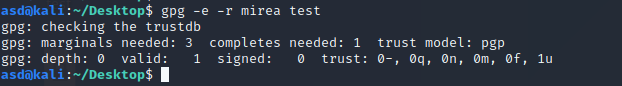 asd@kali:~/Desktop$ gpg -e -r mirea test
gpg: checking the trustdb
gpg: marginals needed: 3  completes needed: 1  trust model: pgp
gpg: depth: 0  valid:   1  signed:   0  trust: 0-, 0q, 0n, 0m, 0f, 1u
asd@kali:~/Desktop$